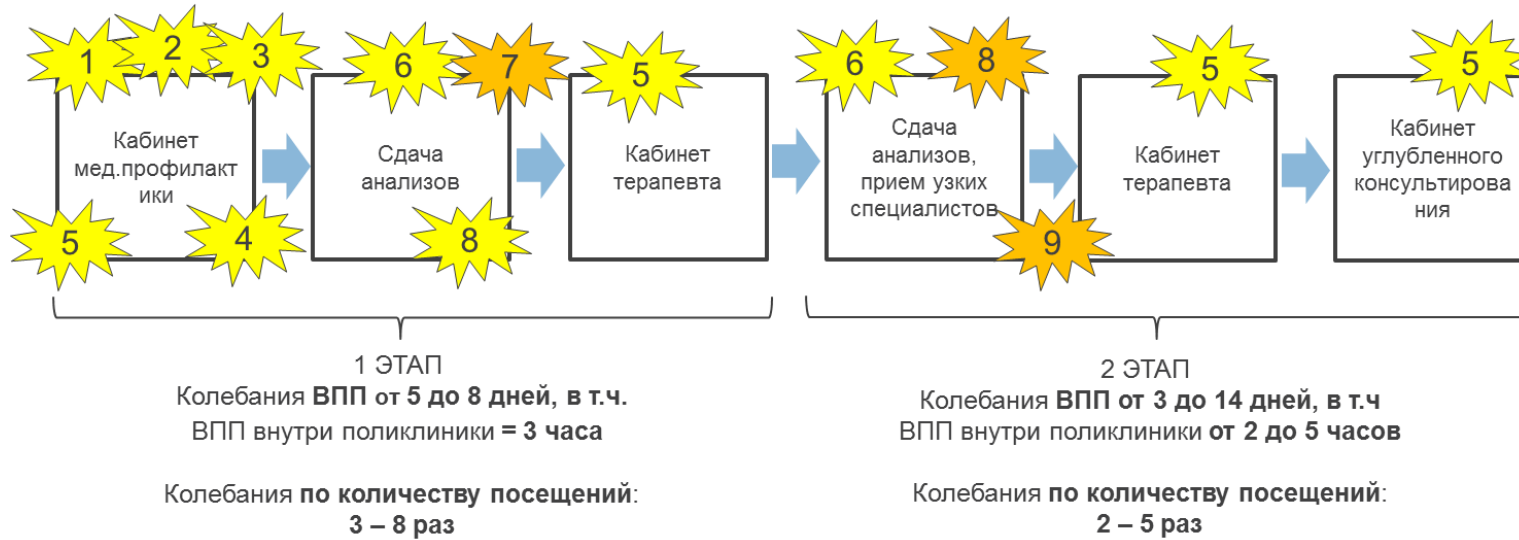 1
2
3
6
7
5
6
8
5
5
Кабинет
мед.профилакт
ики
Сдача
анализов
Кабинет
терапевта
Сдача
анализов,
прием узких
специалистов
Кабинет
терапевта
Кабинет
углубленного
консультирова
ния
5
4
8
9
1 ЭТАП
Колебания ВПП от 5 до 8 дней, в т.ч.
ВПП внутри поликлиники = 3 часа
Колебания по количеству посещений:
3 – 8 раз
2 ЭТАП
Колебания ВПП от 3 до 14 дней, в т.ч
ВПП внутри поликлиники от 2 до 5 часов
Колебания по количеству посещений:
2 – 5 раз